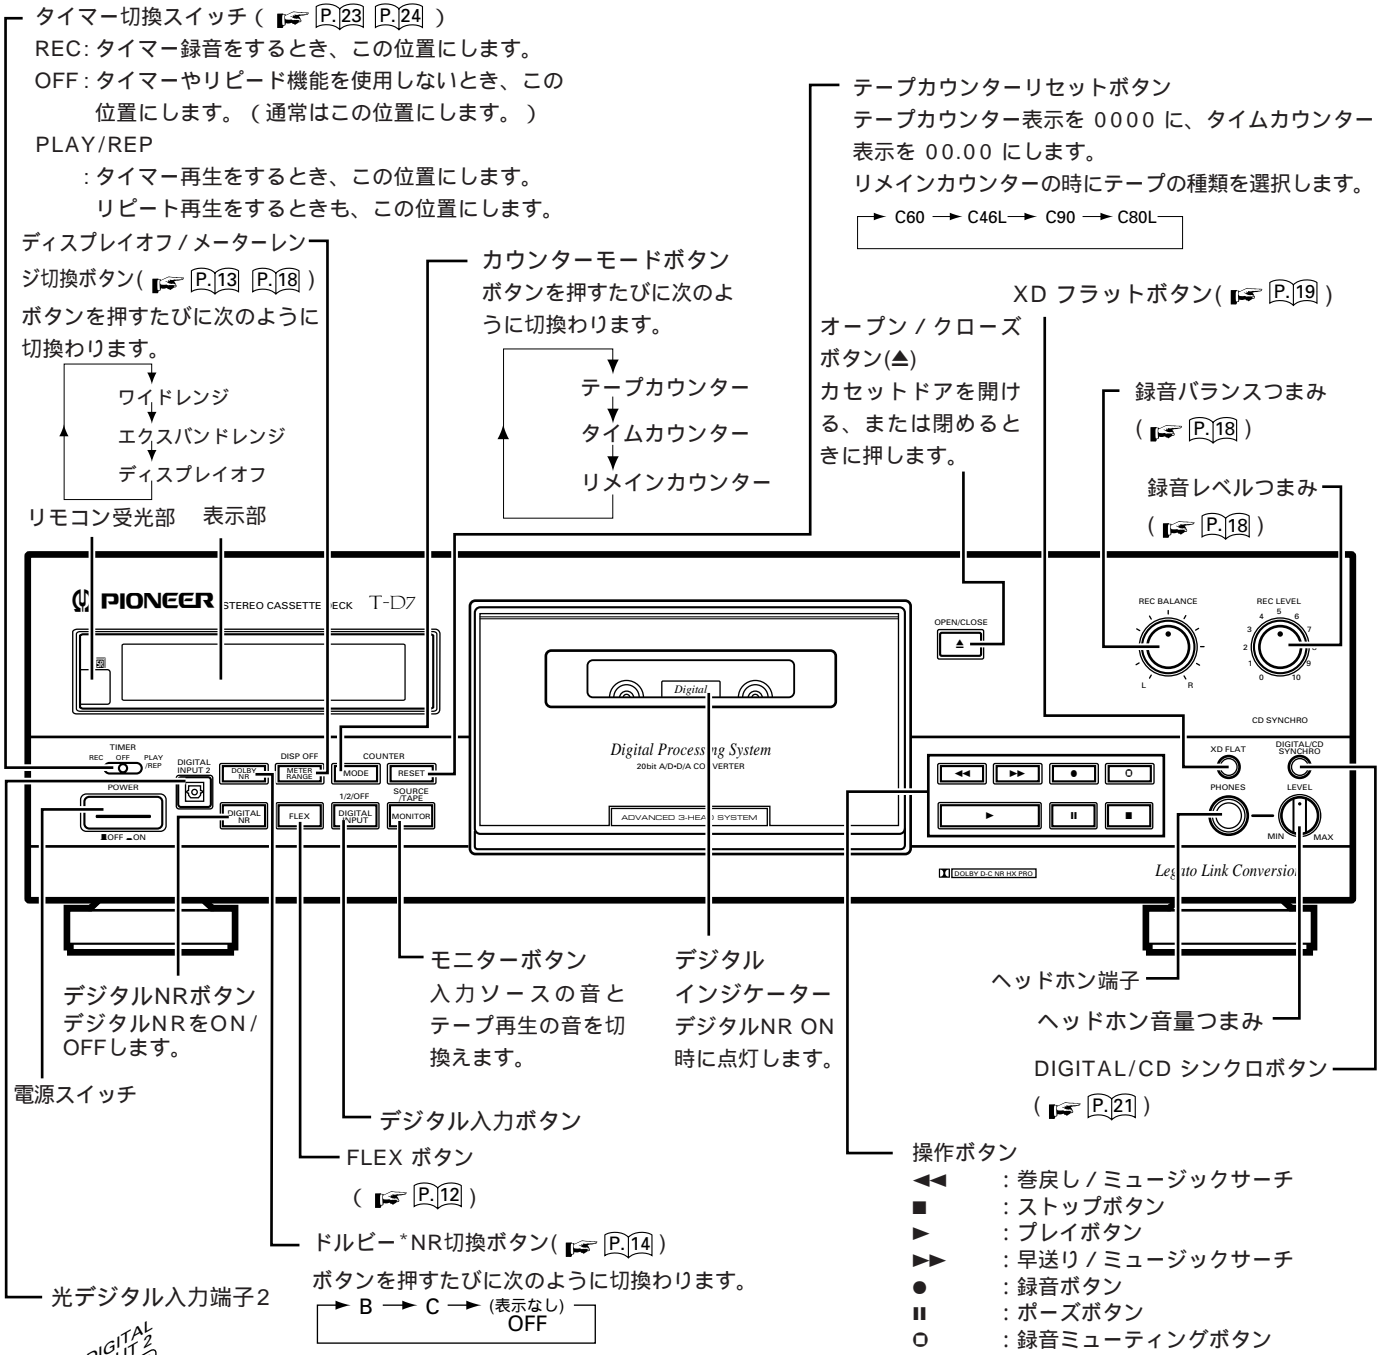 タイマー切換スイッチ ( P.23 P.24 )
REC: タイマー録音をするとき、この位置にします。
OFF : タイマーやリピード機能を使用しないとき、この
位置にします。 ( 通常はこの位置にします。 )
PLAY/REP
: タイマー再生をするとき、この位置にします。
リピート再生をするときも、この位置にします。
ディスプレイオフ / メーターレン
ジ切換ボタン( P.13 P.18 )
ボタンを押すたびに次のように
切換わります。
ワイドレンジ
エクスバンドレンジ
ディスプレイオフ
リモコン受光部 表示部
カウンターモードボタン
ボタンを押すたびに次のよ
うに切換わります。
テープカウンター
タイムカウンター
リメインカウンター
テープカウンターリセットボタン
テープカウンター表示を 0000 に、タイムカウンター
表示を 00.00 にします。
リメインカウンターの時にテープの種類を選択します。
C60 C46L C90 C80L
オープン / クローズ
ボタン(⏏)
カセットドアを開け
る、または閉めると
きに押します。
XD フラットボタン( P.19 )
録音バランスつまみ
( P.18 )
録音レベルつまみ
( P.18 )
PIONEER STEREO CASSETTE DECK T-D7
Digital
Digital Processing System
20bit A/D•D/A CONVERTER
ADVANCED 3-HEAD SYSTEM
OPEN/CLOSE
⏏
REC BALANCE
L R
REC LEVEL
0 1 2 3 4 5 6 7 8 9 10
CD SYNCHRO
TIMER
REC OFF PLAY
/REP
POWER
OFF ON
DIGITAL
INPUT 2
DOLBY
NR
DISP OFF
METER
RANGE
COUNTER
MODE
RESET
DIGITAL
NR
FLEX
1/2/OFF
DIGITAL
INPUT
SOURCE
/TAPE
MONITOR
◄◄ ►► ● O
► II ■
XD FLAT
DIGITAL/CD
SYNCHRO
PHONES
LEVEL
MIN MAX
DOLBY D-C NR HX PRO
Legato Link Conversion
デジタルNRボタン
デジタルNRをON/
OFFします。
電源スイッチ
モニターボタン
入力ソースの音と
テープ再生の音を切
換えます。
デジタル
インジケーター
デジタルNR ON
時に点灯します。
デジタル入力ボタン
FLEX ボタン
( P.12 )
ドルビー*NR切換ボタン( P.14 )
ボタンを押すたびに次のように切換わります。
B C (表示なし)
OFF
光デジタル入力端子2
DIGITAL
INPUT 2
ヘッドホン端子
ヘッドホン音量つまみ
DIGITAL/CD シンクロボタン
( P.21 )
操作ボタン
◄◄ : 巻戻し / ミュージックサーチ
■ : ストップボタン
► : プレイボタン
►► : 早送り / ミュージックサーチ
● : 録音ボタン
II : ポーズボタン
O : 録音ミューティングボタン